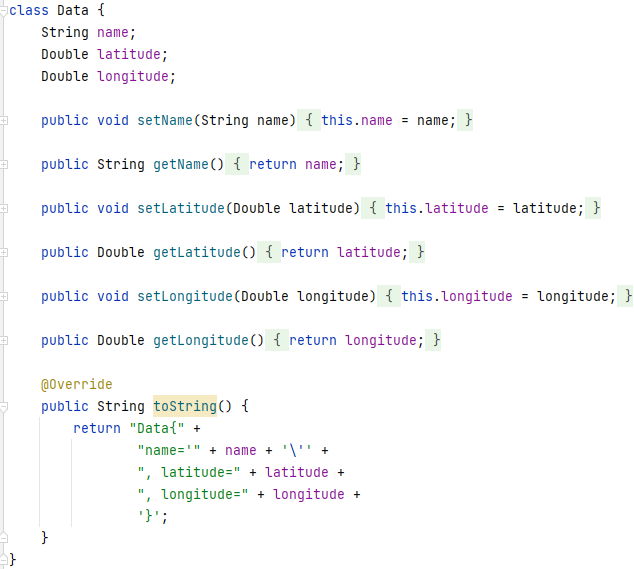 class Data {
    String name;
    Double latitude;
    Double longitude;
    public void setName(String name) { this.name = name; }
    public String getName() { return name; }
    public void setLatitude(Double latitude) { this.latitude = latitude; }
    public Double getLatitude() { return latitude; }
    public void setLongitude(Double longitude) { this.longitude = longitude; }
    public Double getLongitude() { return longitude; }
    @Override
    public String toString() {
        return "Data{" +
                "name='" + name + '\'' +
                ", latitude=" + latitude +
                ", longitude=" + longitude +
                '}';
    }
}